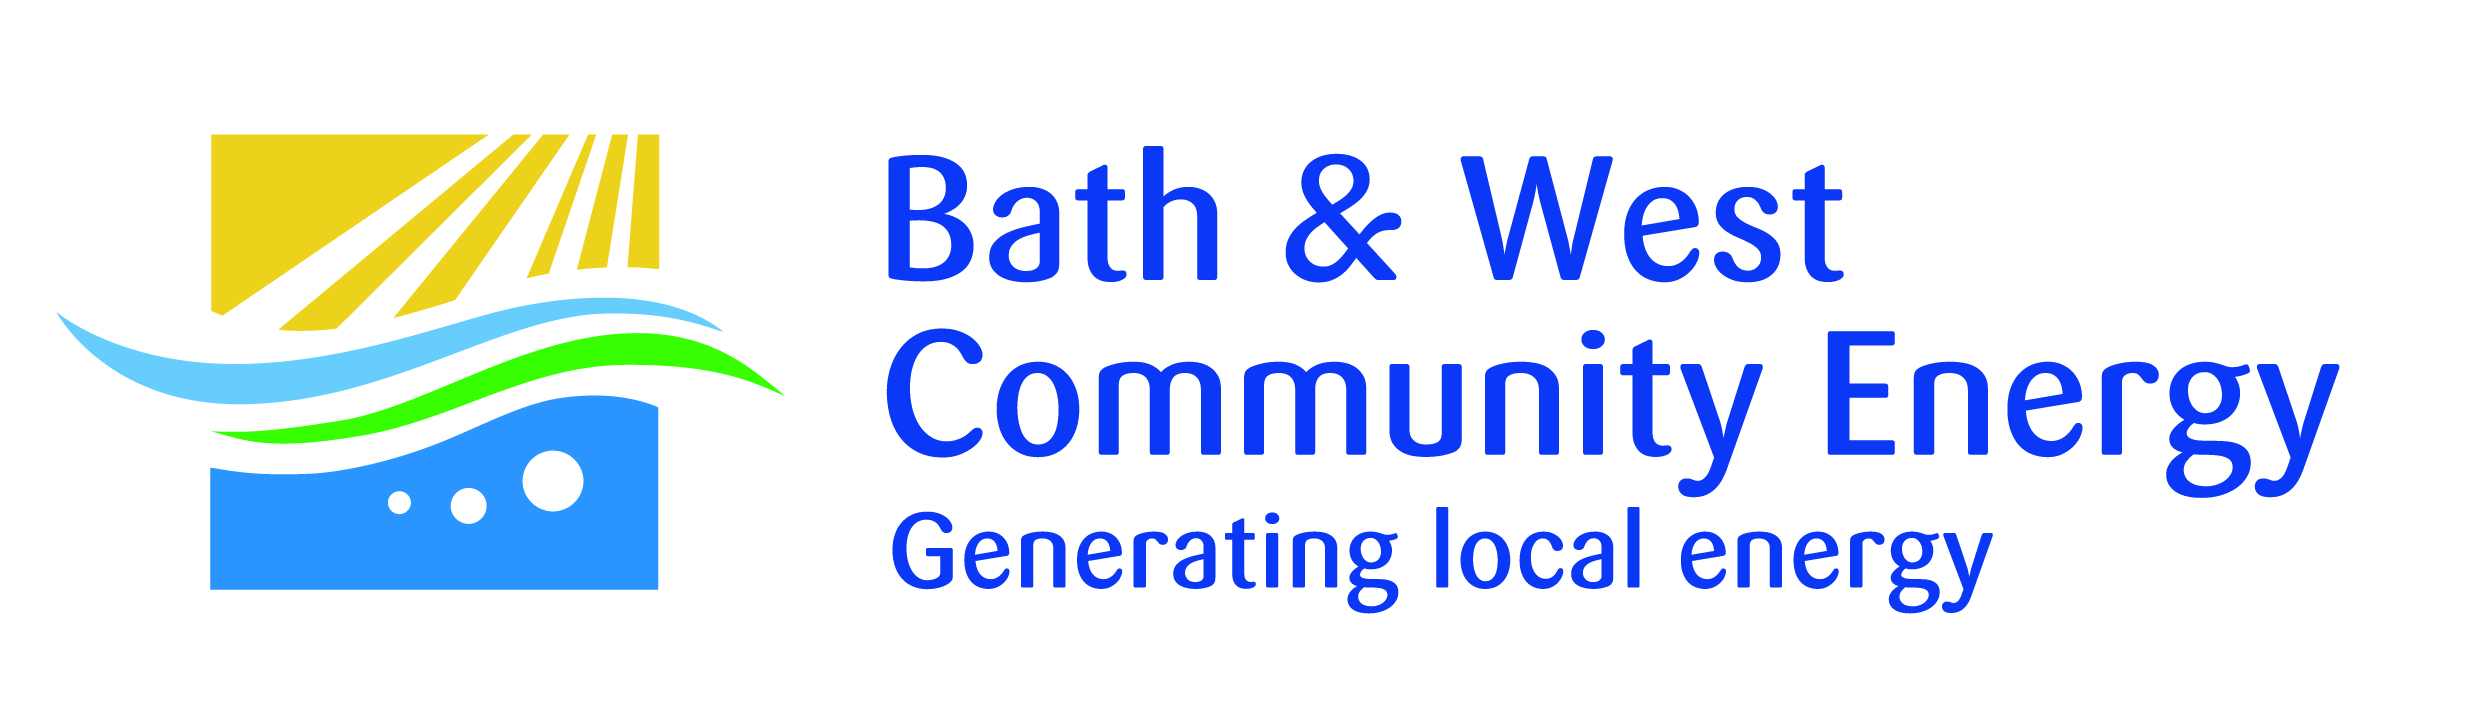 Bath & West
Community Energy
Generating local energy